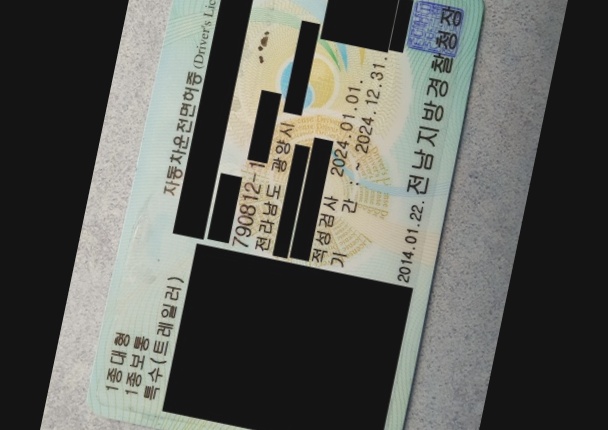 1종대형
1종보통
특수(트레일러)
자동차운전면허증 (Driver's Lic
790812-1
전라남도 광양시
적성검사 2024.01.01.
기 간 : ~ 2024.12.31.
2014.01.22. 전남지방경찰청장